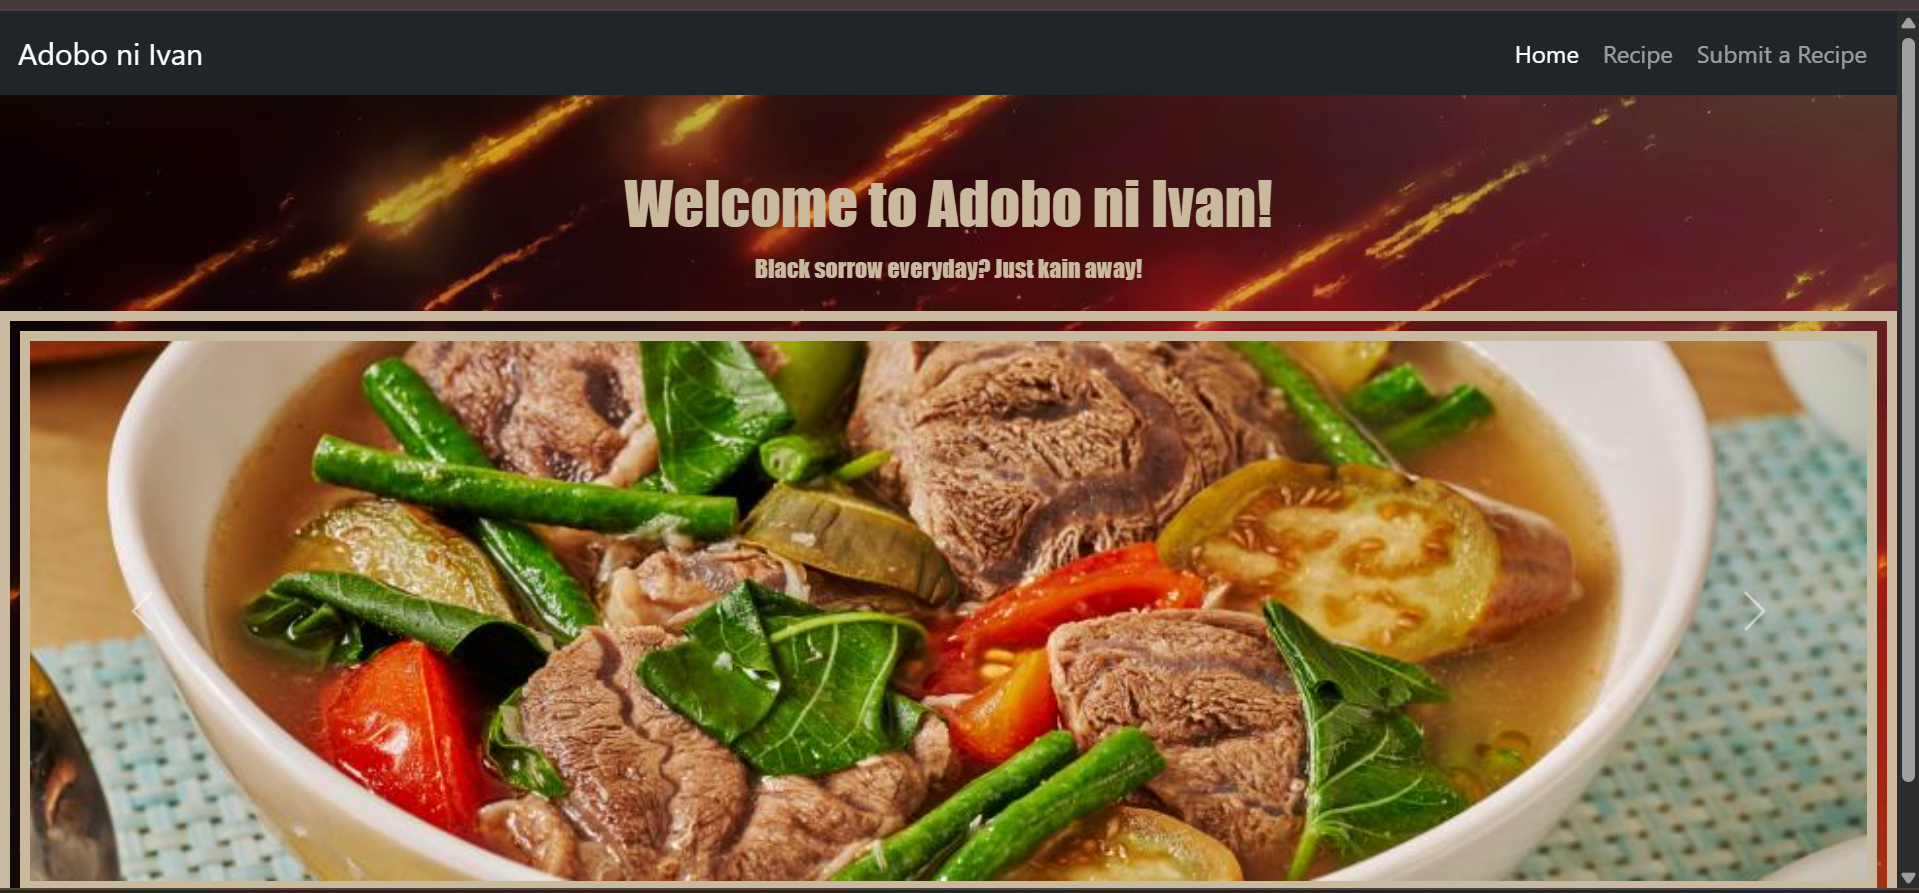 Adobo ni Ivan
Home Recipe Submit a Recipe
Welcome to Adobo ni Ivan!
Black sorrow everyday? Just kain away!